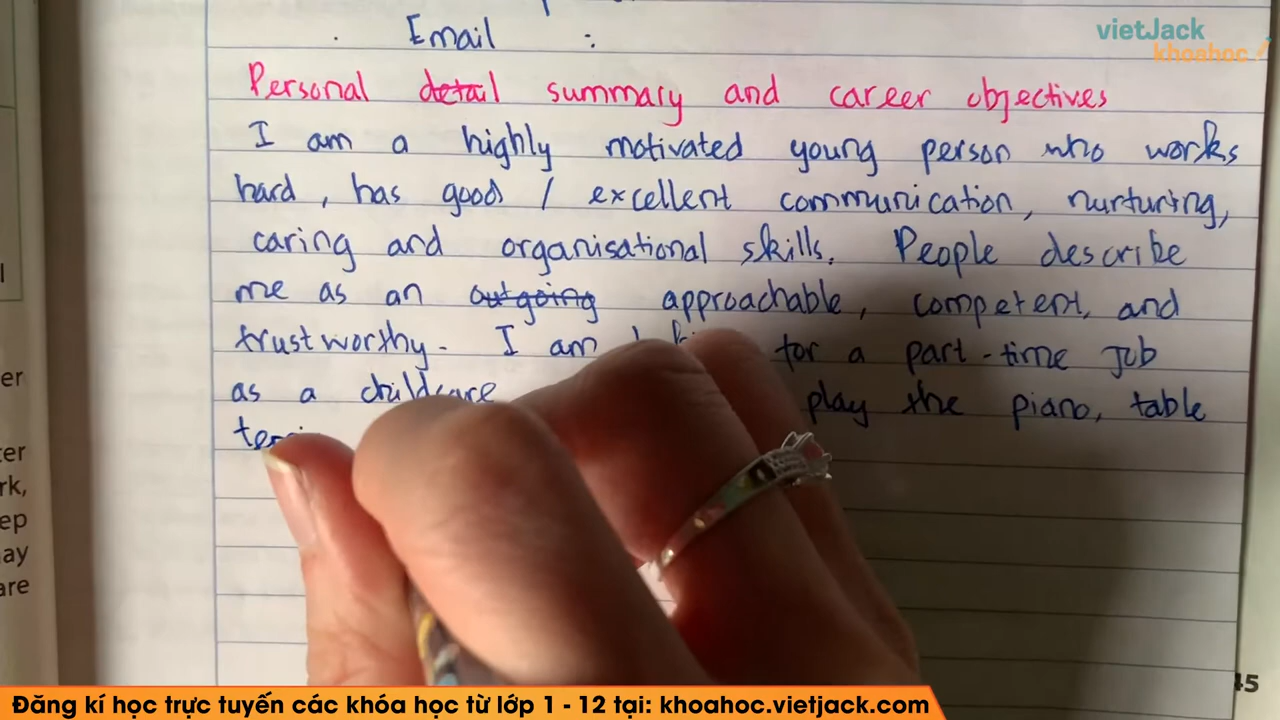 vietJack
khoahoc
Email :
Personal detail summary and career objectives
I am a highly motivated young person who works
hard, has good / excellent communication, nurturing,
caring and organisational skills. People describe
me as an outgoing approachable, competent, and
trustworthy. I am for a part-time job
as a childcare play the piano, table
er
rk,
ep
ay
are
45
Đăng kí học trực tuyến các khóa học từ lớp 1 - 12 tại: khoahoc.vietjack.com